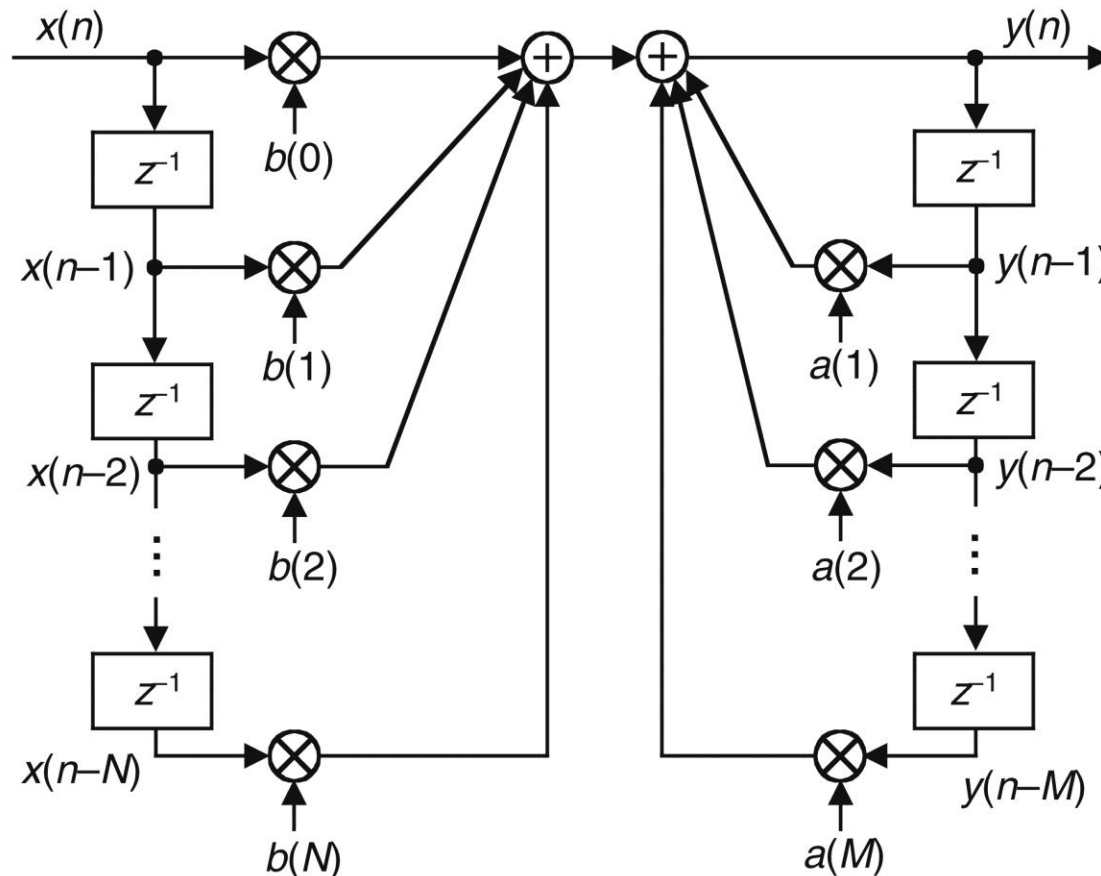 x(n)
y(n)
+
+
b(0)
z⁻¹
z⁻¹
x(n–1)
y(n–1)
b(1)
a(1)
z⁻¹
z⁻¹
x(n–2)
y(n–2)
b(2)
a(2)
z⁻¹
z⁻¹
x(n–N)
y(n–M)
b(N)
a(M)